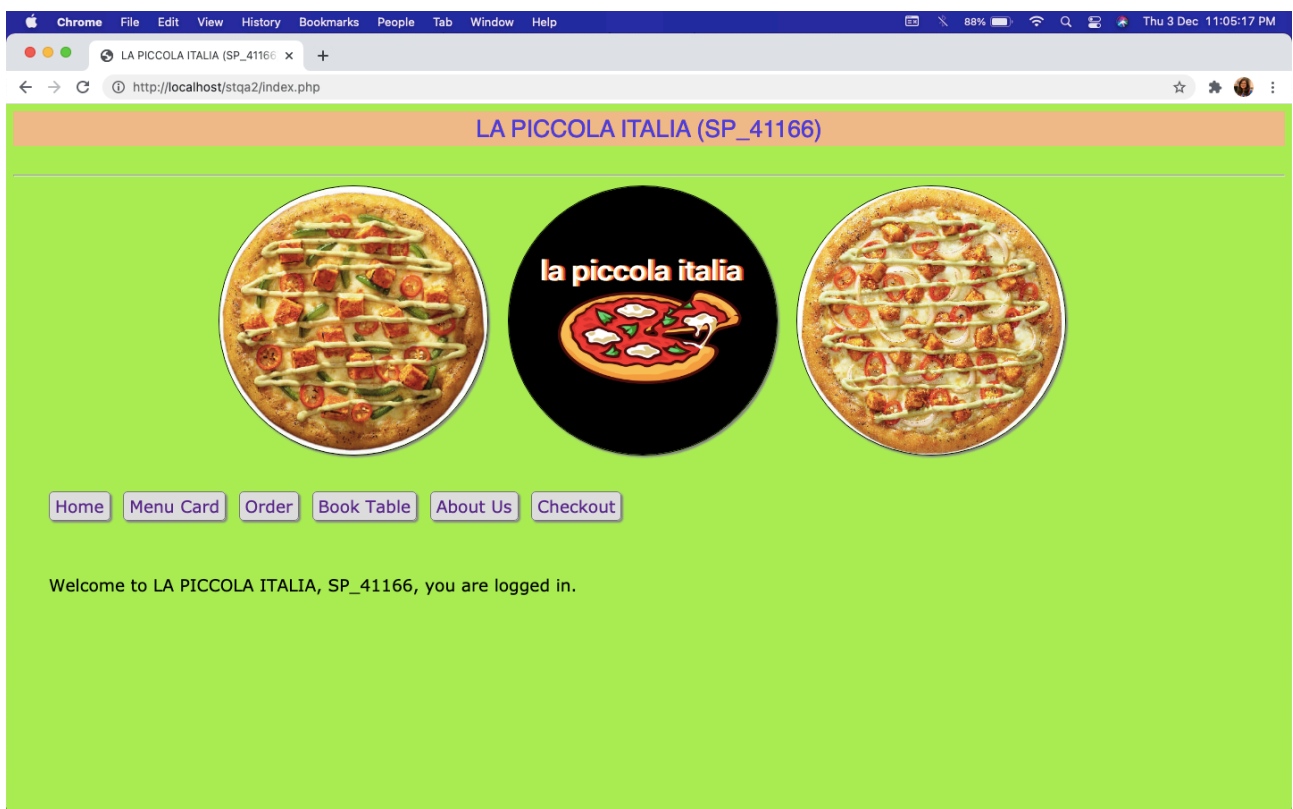 Chrome File Edit View History Bookmarks People Tab Window Help 88% Thu 3 Dec 11:05:17 PM
LA PICCOLA ITALIA (SP_41166
http://localhost/stqa2/index.php
LA PICCOLA ITALIA (SP_41166)
la piccola italia
Home Menu Card Order Book Table About Us Checkout
Welcome to LA PICCOLA ITALIA, SP_41166, you are logged in.